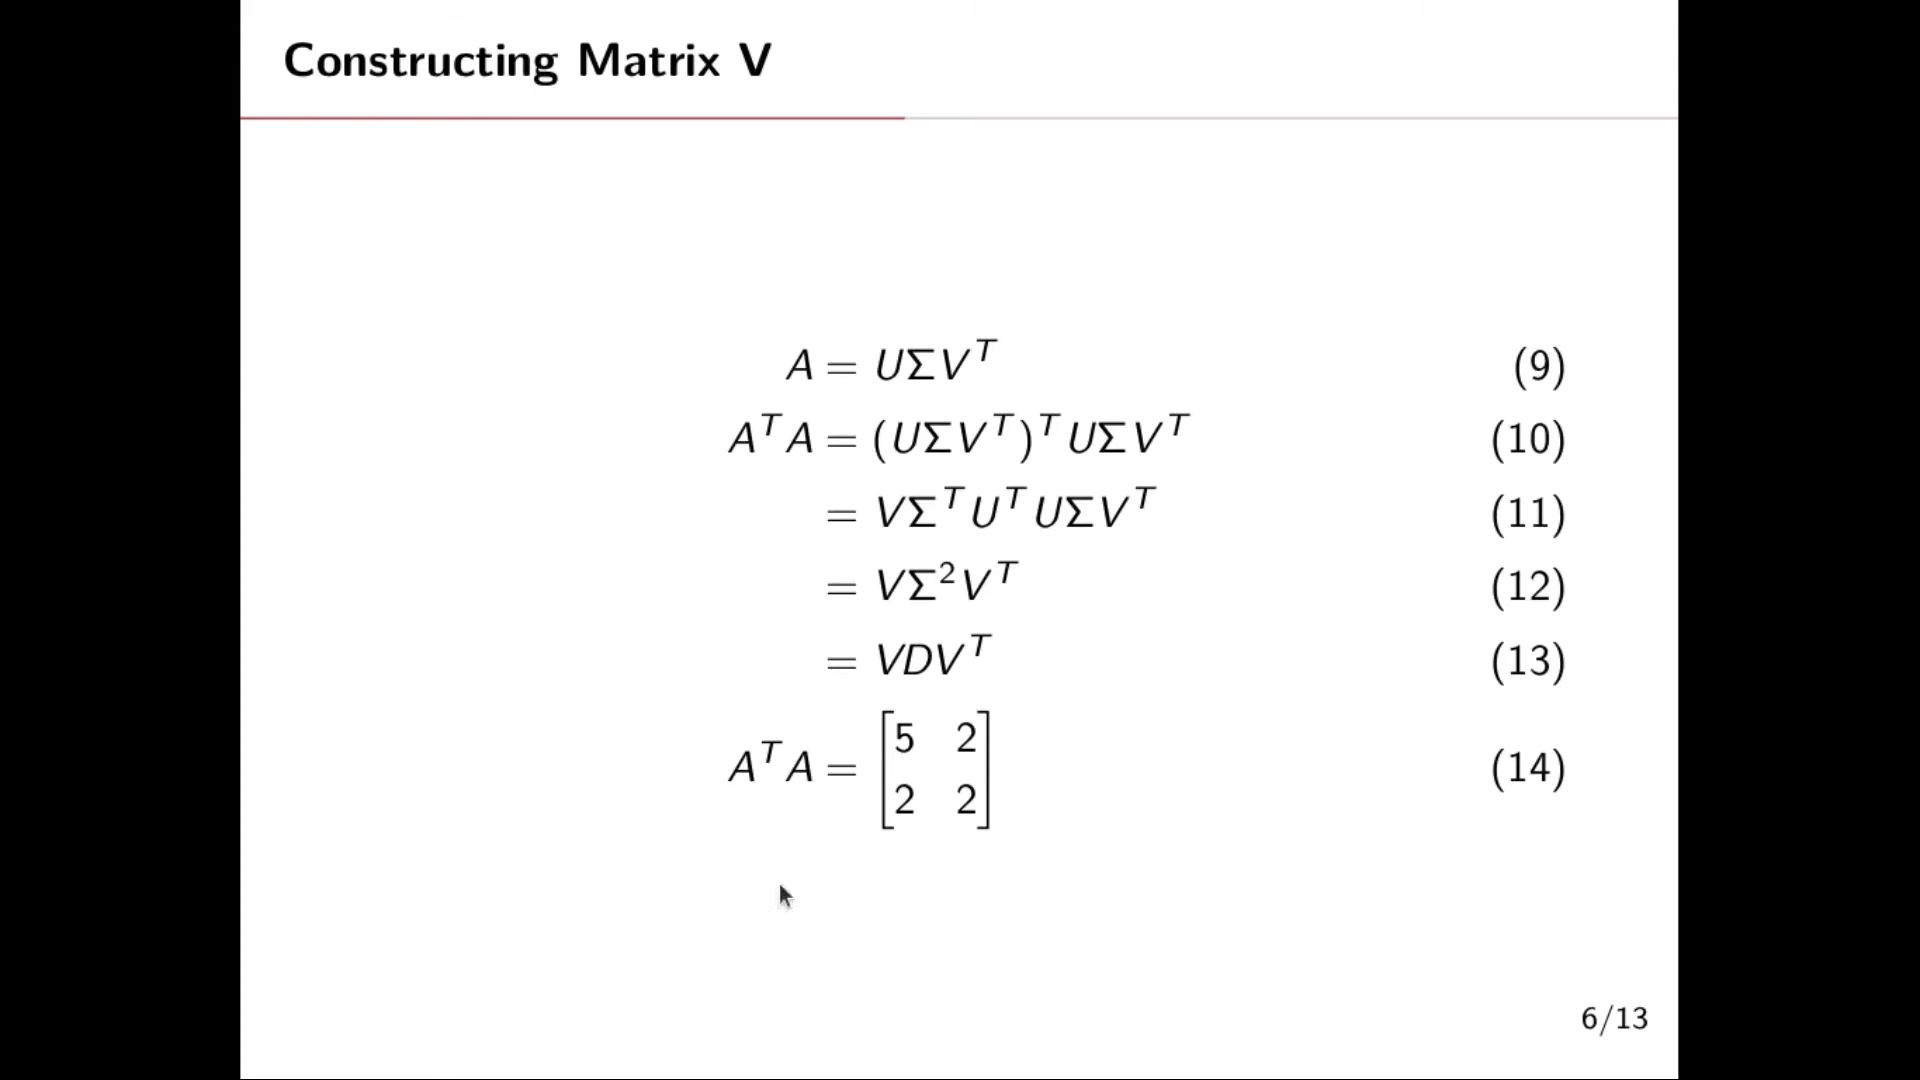 Constructing Matrix V
A = UΣV^T (9)
A^T A = (UΣV^T)^T UΣV^T (10)
= VΣ^T U^T UΣV^T (11)
= VΣ^2 V^T (12)
= VDV^T (13)
A^T A = [5 2; 2 2] (14)
6/13